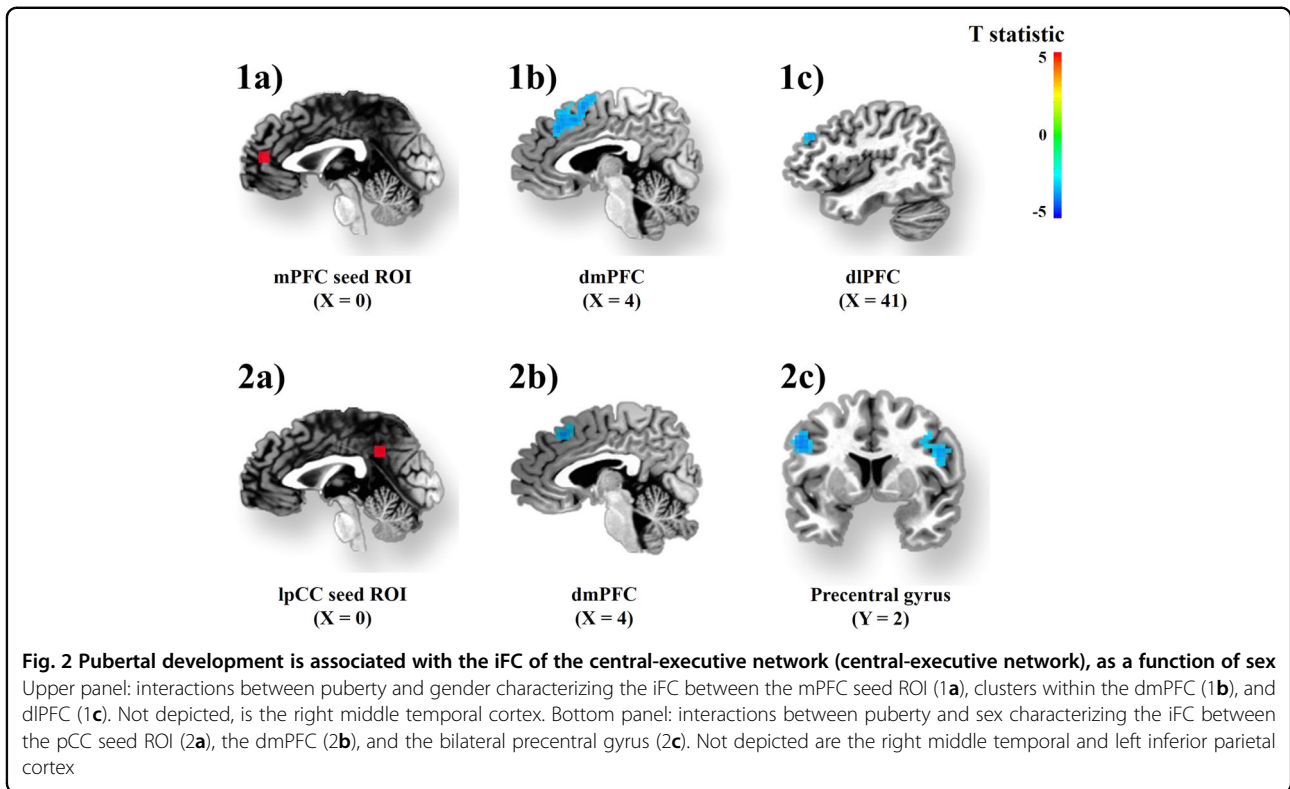 T statistic
5
0
-5
1a)
1b)
1c)
mPFC seed ROI
(X = 0)
dmPFC
(X = 4)
dlPFC
(X = 41)
2a)
2b)
2c)
lpCC seed ROI
(X = 0)
dmPFC
(X = 4)
Precentral gyrus
(Y = 2)
Fig. 2 Pubertal development is associated with the iFC of the central-executive network (central-executive network), as a function of sex
Upper panel: interactions between puberty and gender characterizing the iFC between the mPFC seed ROI (1a), clusters within the dmPFC (1b), and
dlPFC (1c). Not depicted, is the right middle temporal cortex. Bottom panel: interactions between puberty and sex characterizing the iFC between
the pCC seed ROI (2a), the dmPFC (2b), and the bilateral precentral gyrus (2c). Not depicted are the right middle temporal and left inferior parietal
cortex